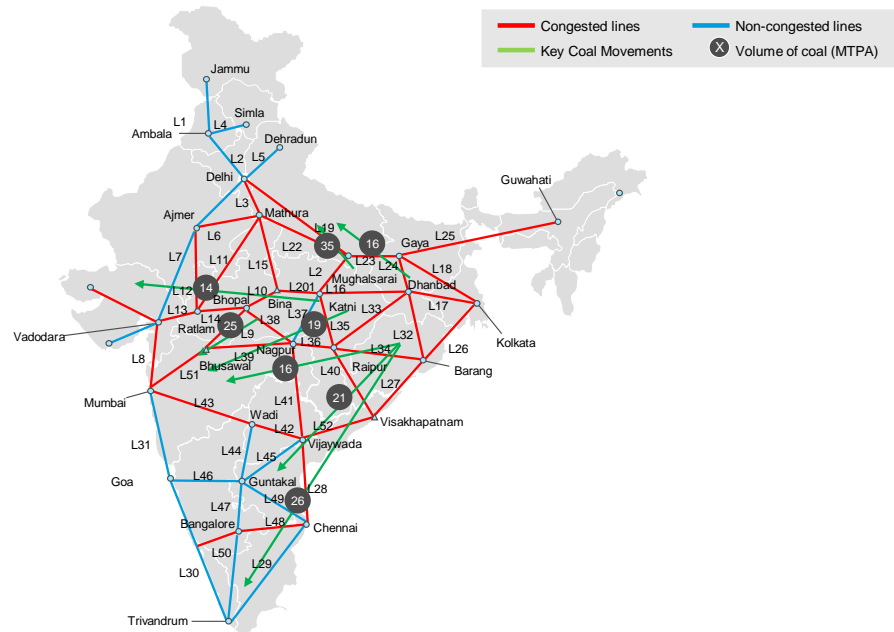 Congested lines
Non-congested lines
Key Coal Movements
X
Volume of coal (MTPA)
Jammu
Simla
L1
L4
Ambala
Dehradun
L2
L5
Delhi
Guwahati
L3
Ajmer
Mathura
L6
L19
L25
35
16
Gaya
L7
L11
L22
L23
L24
L18
L15
L2
Mughalsarai
14
L12
L10
L201
L16
Dhanbad
Bhopal
Bina
L13
L14
Katni
L33
L17
L37
Ratlam
25
L38
19
L35
L32
Kolkata
Vadodara
L9
L36
L34
L26
Nagpur
L8
L39
Bhusawal
L40
Raipur
Barang
L51
16
L27
Mumbai
21
L43
L41
Wadi
Visakhapatnam
L42
L52
L31
L44
L45
Vijaywada
Goa
L46
Guntakal
L28
L49
26
L47
Bangalore
L48
Chennai
L50
L30
L29
Trivandrum